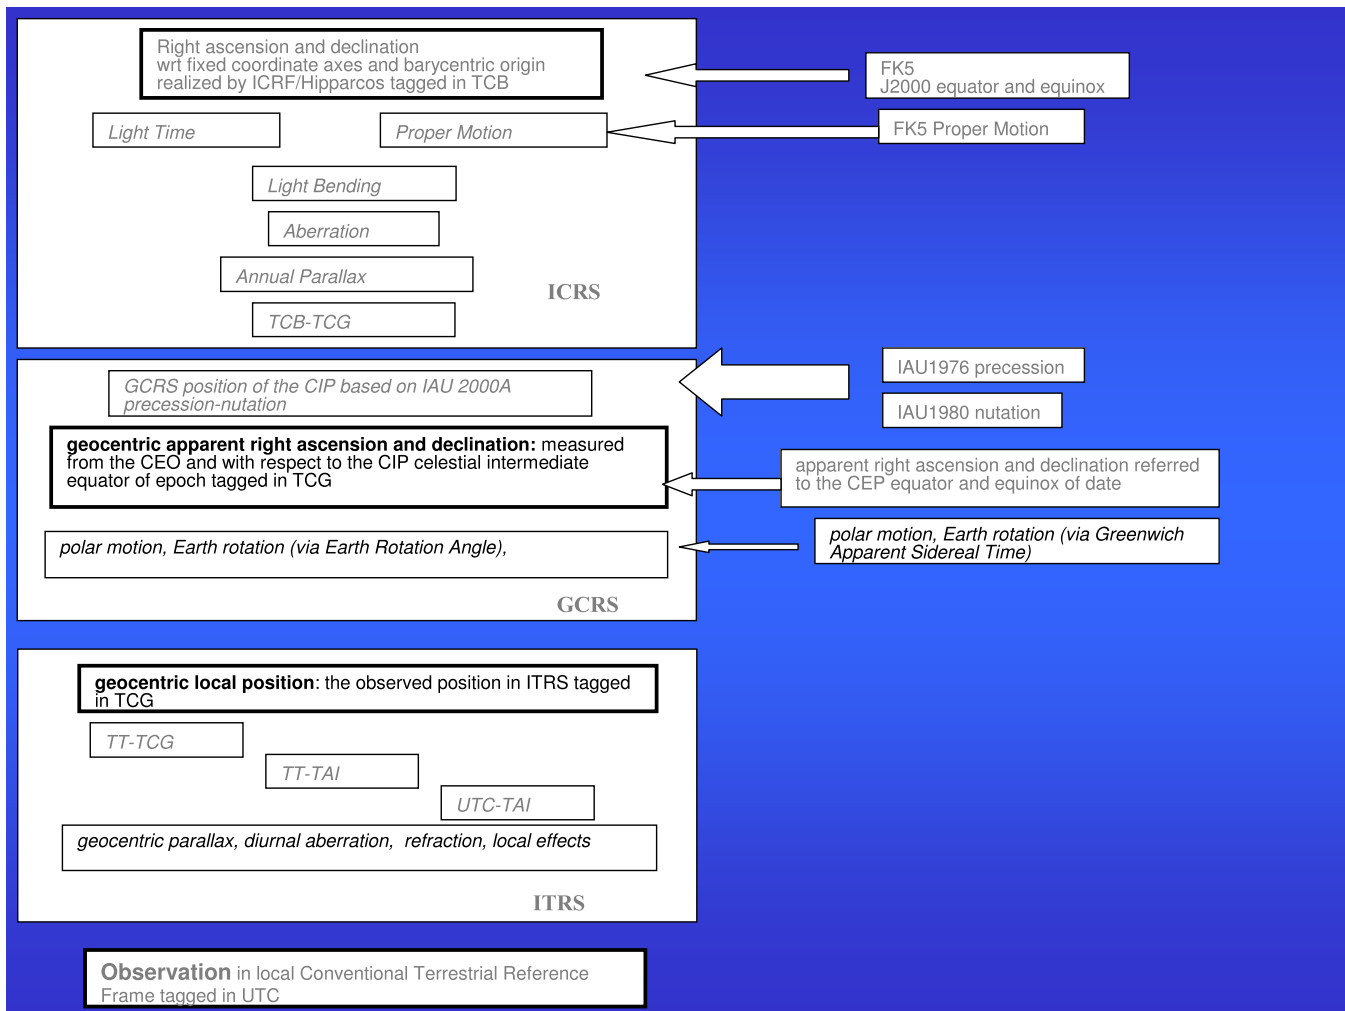 Right ascension and declination
wrt fixed coordinate axes and barycentric origin
realized by ICRF/Hipparcos tagged in TCB
FK5
J2000 equator and equinox
Light Time
Proper Motion
FK5 Proper Motion
Light Bending
Aberration
Annual Parallax
ICRS
TCB-TCG
GCRS position of the CIP based on IAU 2000A
precession-nutation
IAU1976 precession
IAU1980 nutation
geocentric apparent right ascension and declination: measured
from the CEO and with respect to the CIP celestial intermediate
equator of epoch tagged in TCG
apparent right ascension and declination referred
to the CEP equator and equinox of date
polar motion, Earth rotation (via Earth Rotation Angle),
polar motion, Earth rotation (via Greenwich
Apparent Sidereal Time)
GCRS
geocentric local position: the observed position in ITRS tagged
in TCG
TT-TCG
TT-TAI
UTC-TAI
geocentric parallax, diurnal aberration,  refraction, local effects
ITRS
Observation in local Conventional Terrestrial Reference
Frame tagged in UTC